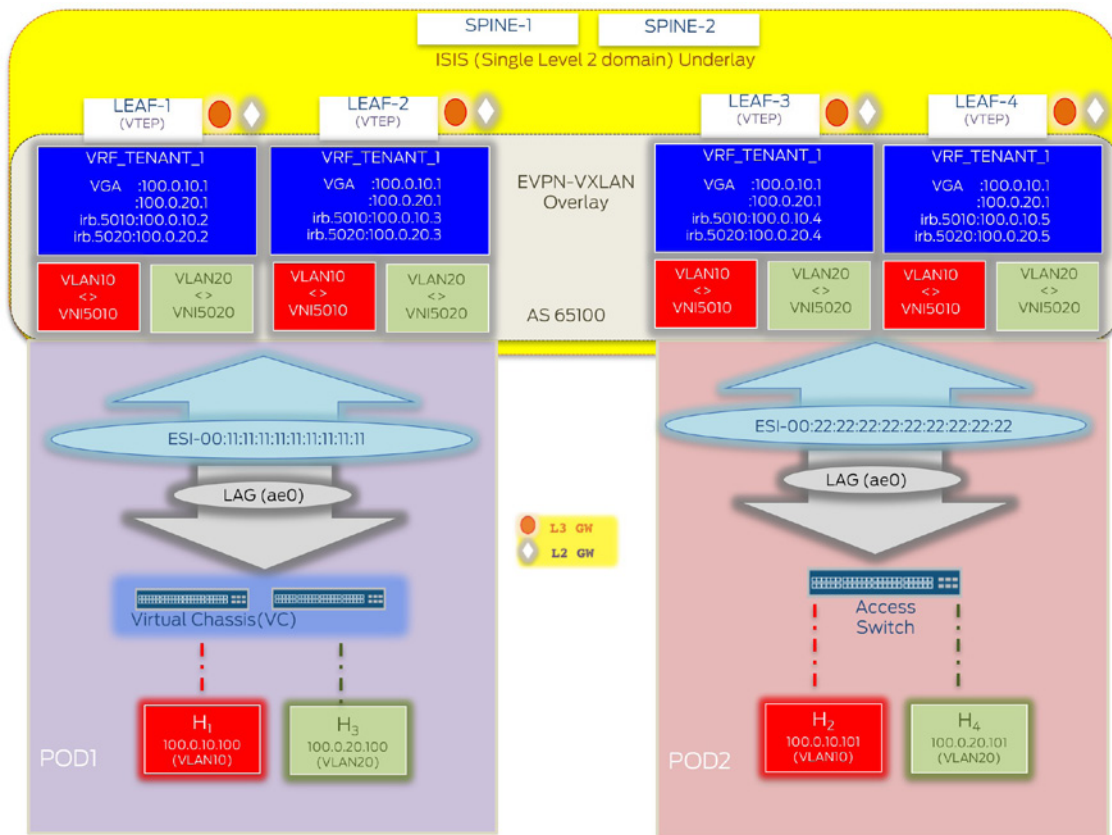 SPINE-1
SPINE-2
ISIS (Single Level 2 domain) Underlay
LEAF-1
(VTEP)
LEAF-2
(VTEP)
LEAF-3
(VTEP)
LEAF-4
(VTEP)
VRF_TENANT_1
VGA :100.0.10.1
:100.0.20.1
irb.5010:100.0.10.2
irb.5020:100.0.20.2
VRF_TENANT_1
VGA :100.0.10.1
:100.0.20.1
irb.5010:100.0.10.3
irb.5020:100.0.20.3
EVPN-VXLAN
Overlay
VRF_TENANT_1
VGA :100.0.10.1
:100.0.20.1
irb.5010:100.0.10.4
irb.5020:100.0.20.4
VRF_TENANT_1
VGA :100.0.10.1
:100.0.20.1
irb.5010:100.0.10.5
irb.5020:100.0.20.5
VLAN10
<>
VNI5010
VLAN20
<>
VNI5020
VLAN10
<>
VNI5010
VLAN20
<>
VNI5020
AS 65100
VLAN10
<>
VNI5010
VLAN20
<>
VNI5020
VLAN10
<>
VNI5010
VLAN20
<>
VNI5020
ESI-00:11:11:11:11:11:11:11:11:11
ESI-00:22:22:22:22:22:22:22:22:22
LAG (ae0)
LAG (ae0)
L3 GW
L2 GW
Virtual Chassis(VC)
Access
Switch
H1
100.0.10.100
(VLAN10)
H3
100.0.20.100
(VLAN20)
H2
100.0.10.101
(VLAN10)
H4
100.0.20.101
(VLAN20)
POD1
POD2